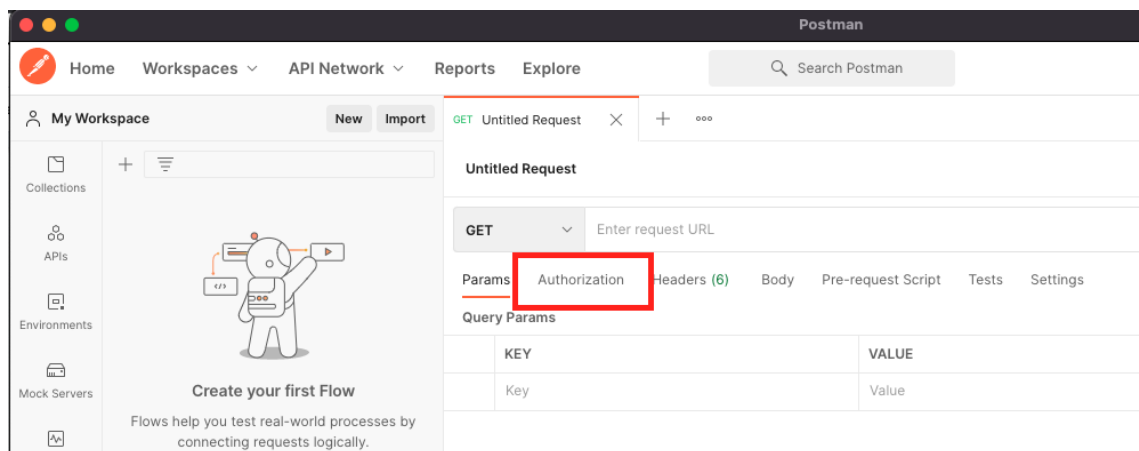 Postman
Home Workspaces API Network Reports Explore Search Postman
My Workspace New Import GET Untitled Request
Collections
Untitled Request
APIs
GET Enter request URL
Environments
Params Authorization Headers (6) Body Pre-request Script Tests Settings
Query Params
KEY VALUE
Mock Servers
Key Value
</>
Create your first Flow
Flows help you test real-world processes by
connecting requests logically.